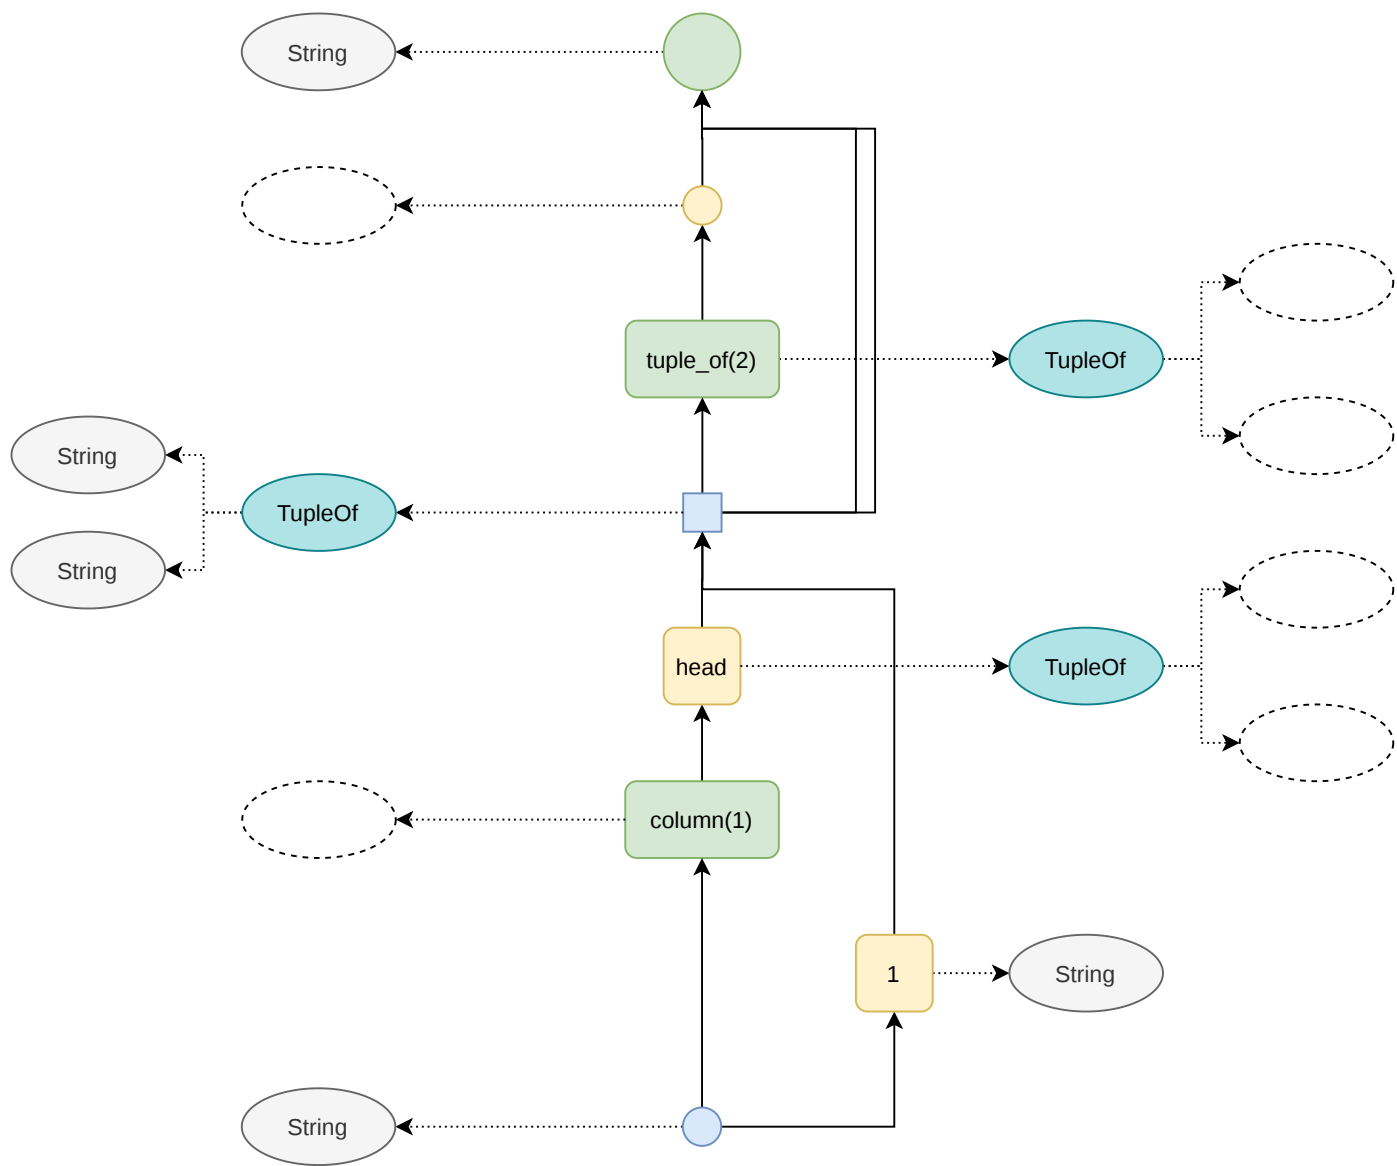 String
tuple_of(2)
TupleOf
String
TupleOf
String
head
TupleOf
column(1)
1
String
String